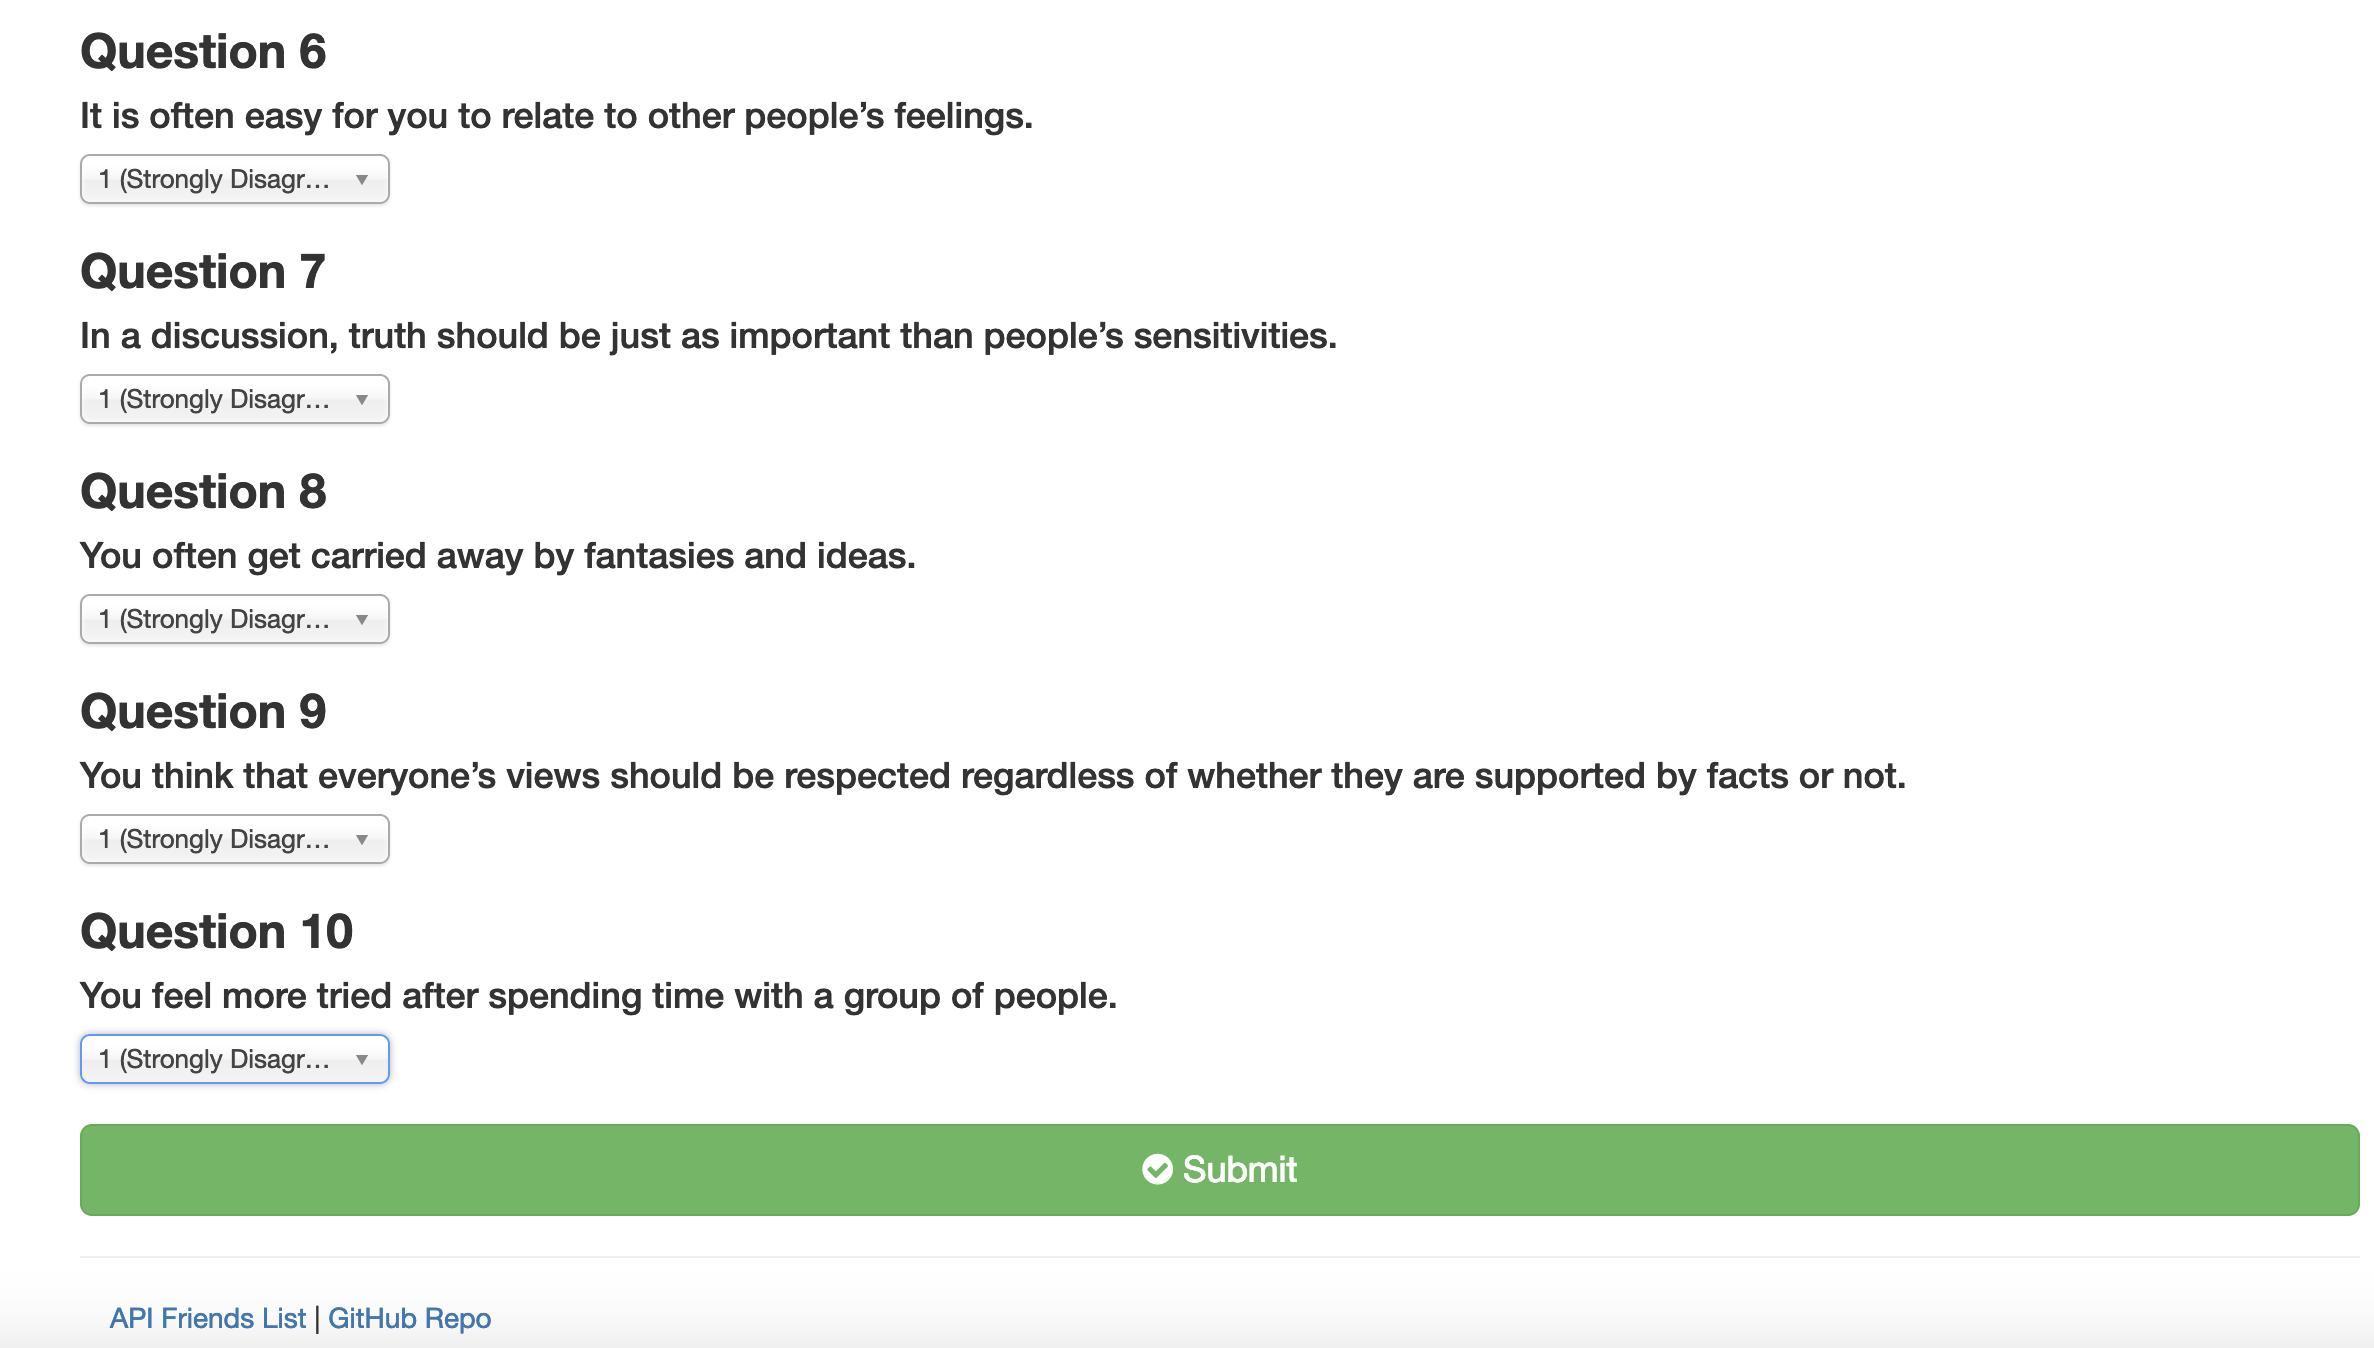 Question 6
It is often easy for you to relate to other people’s feelings.
1 (Strongly Disagr...
Question 7
In a discussion, truth should be just as important than people’s sensitivities.
1 (Strongly Disagr...
Question 8
You often get carried away by fantasies and ideas.
1 (Strongly Disagr...
Question 9
You think that everyone’s views should be respected regardless of whether they are supported by facts or not.
1 (Strongly Disagr...
Question 10
You feel more tried after spending time with a group of people.
1 (Strongly Disagr...
Submit
API Friends List | GitHub Repo